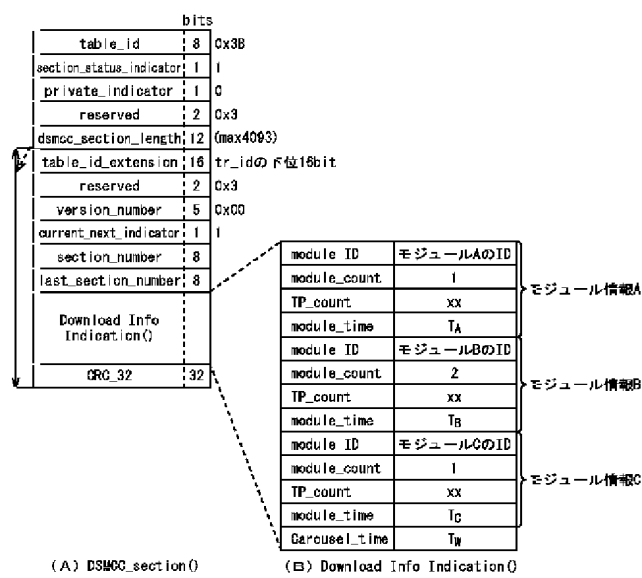 bits
table_id 8 0x3B
section_status_indicator 1 1
private_indicator 1 0
reserved 2 0x3
dsmcc_section_length 12 (max4093)
table_id_extension 16 tr_idの下位16bit
reserved 2 0x3
version_number 5 0x00
current_next_indicator 1 1
section_number 8
last_section_number 8
Download Info
Indication()
CRC_32 32
module ID モジュールAのID
module_count 1
TP_count xx
module_time TA
モジュール情報A
module ID モジュールBのID
module_count 2
TP_count xx
module_time TB
モジュール情報B
module ID モジュールCのID
module_count 1
TP_count xx
module_time TC
モジュール情報C
Carousel_time TW
(A) DSMCC_section()
(B) Download Info Indication()